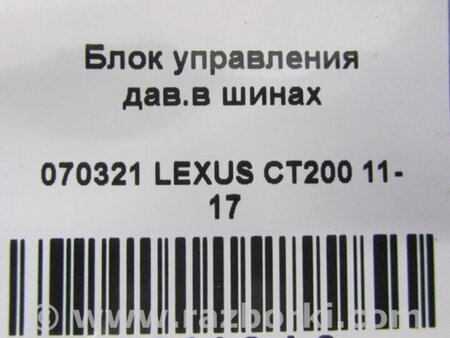 Блок управления
дав.в шинах
070321 LEXUS CT200 11-
17
© www.razborki.com